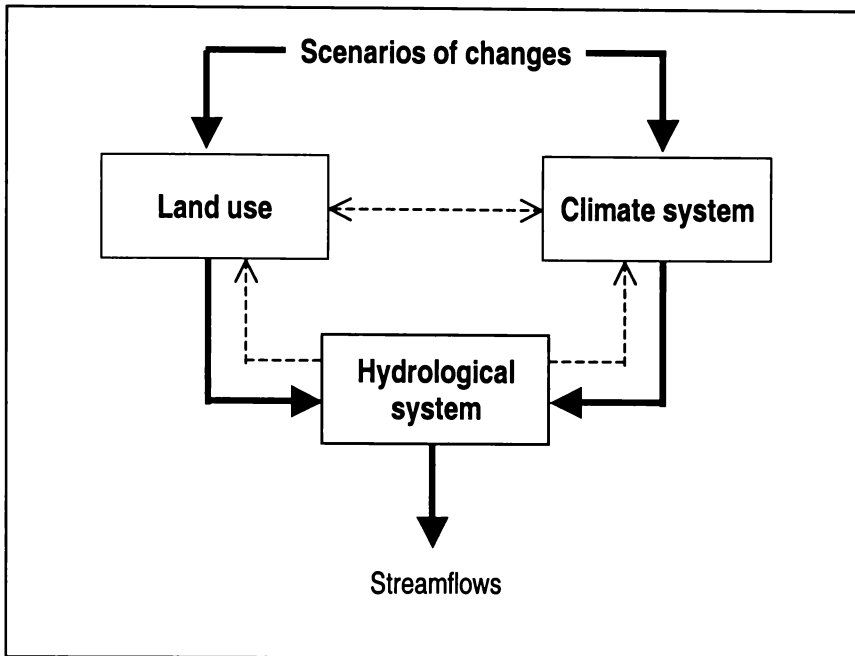 Scenarios of changes
Land use
Climate system
Hydrological
system
Streamflows